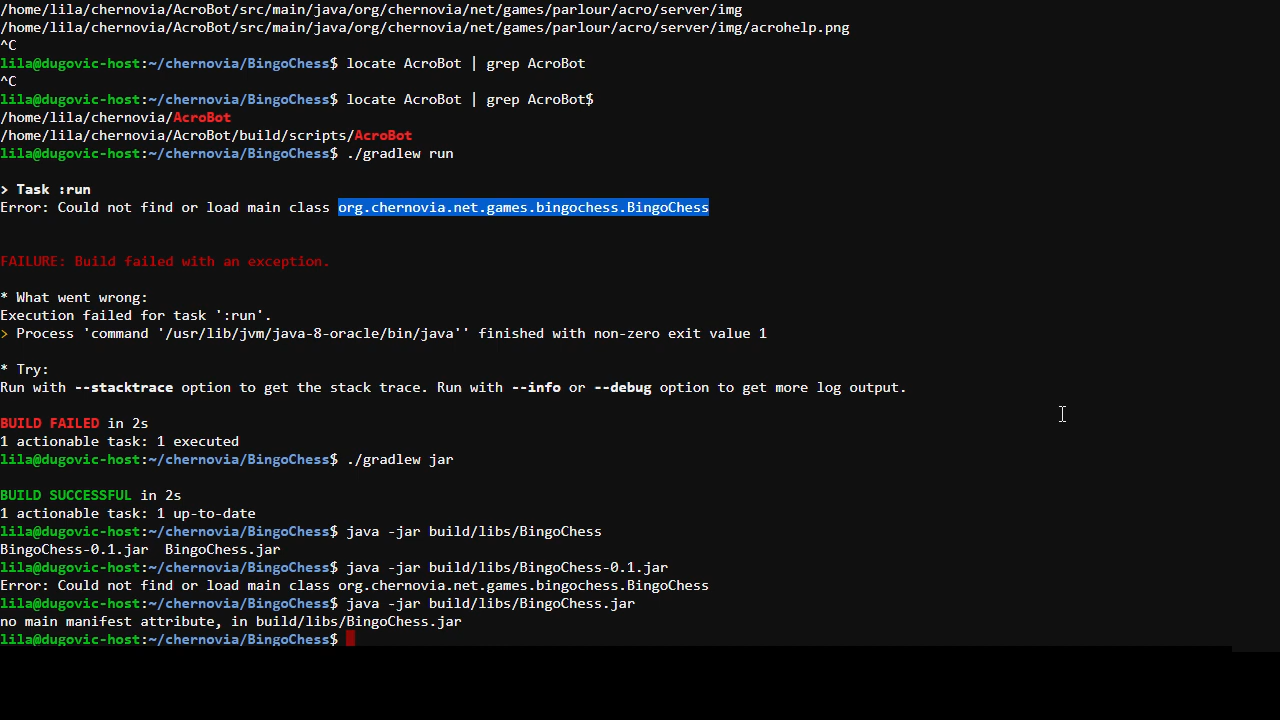 /home/lila/chernovia/AcroBot/src/main/java/org/chernovia/net/games/parlour/acro/server/img
/home/lila/chernovia/AcroBot/src/main/java/org/chernovia/net/games/parlour/acro/server/img/acrohelp.png
^C
lila@dugovic-host:~/chernovia/BingoChess$ locate AcroBot | grep AcroBot
^C
lila@dugovic-host:~/chernovia/BingoChess$ locate AcroBot | grep AcroBot$
/home/lila/chernovia/AcroBot
/home/lila/chernovia/AcroBot/build/scripts/AcroBot
lila@dugovic-host:~/chernovia/BingoChess$ ./gradlew run
> Task :run
Error: Could not find or load main class org.chernovia.net.games.bingochess.BingoChess
FAILURE: Build failed with an exception.
* What went wrong:
Execution failed for task ':run'.
> Process 'command '/usr/lib/jvm/java-8-oracle/bin/java'' finished with non-zero exit value 1
* Try:
Run with --stacktrace option to get the stack trace. Run with --info or --debug option to get more log output.
BUILD FAILED in 2s
1 actionable task: 1 executed
lila@dugovic-host:~/chernovia/BingoChess$ ./gradlew jar
BUILD SUCCESSFUL in 2s
1 actionable task: 1 up-to-date
lila@dugovic-host:~/chernovia/BingoChess$ java -jar build/libs/BingoChess
BingoChess-0.1.jar  BingoChess.jar
lila@dugovic-host:~/chernovia/BingoChess$ java -jar build/libs/BingoChess-0.1.jar
Error: Could not find or load main class org.chernovia.net.games.bingochess.BingoChess
lila@dugovic-host:~/chernovia/BingoChess$ java -jar build/libs/BingoChess.jar
no main manifest attribute, in build/libs/BingoChess.jar
lila@dugovic-host:~/chernovia/BingoChess$